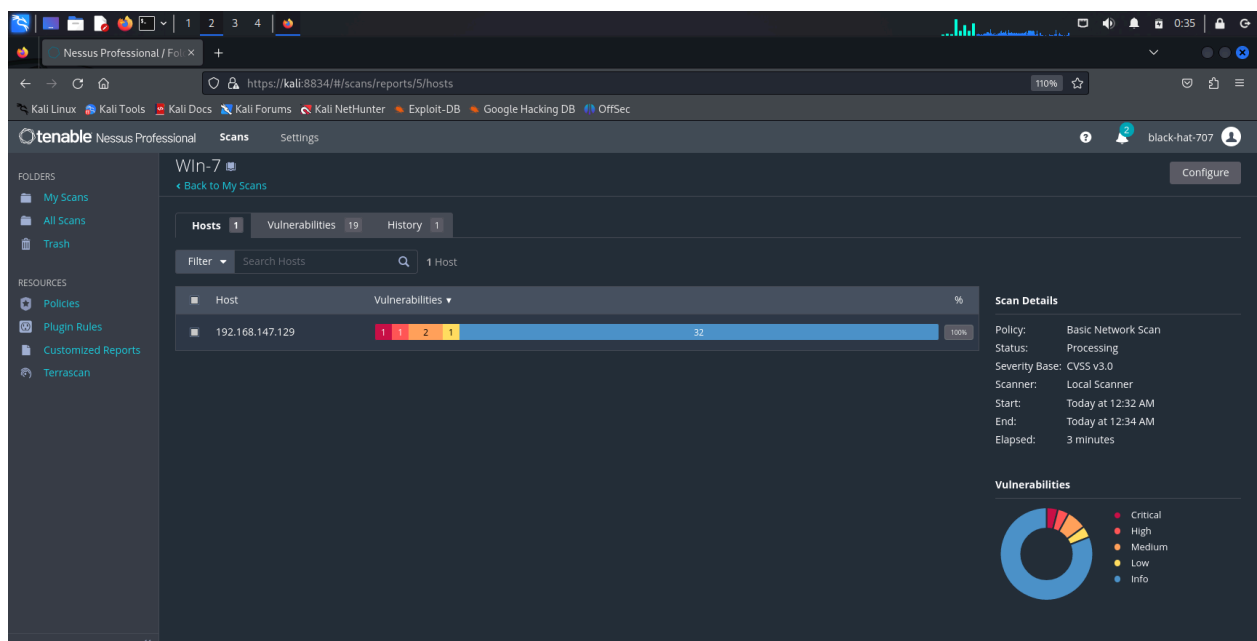 1 2 3 4 0:35
Nessus Professional / Fol
https://kali:8834/#/scans/reports/5/hosts 110%
Kali Linux Kali Tools Kali Docs Kali Forums Kali NetHunter Exploit-DB Google Hacking DB OffSec
tenable Nessus Professional Scans Settings 2 black-hat-707
FOLDERS
My Scans
All Scans
Trash
RESOURCES
Policies
Plugin Rules
Customized Reports
Terrascan
WIn-7
Back to My Scans
Configure
Hosts 1 Vulnerabilities 19 History 1
Filter Search Hosts 1 Host
Host Vulnerabilities %
192.168.147.129 1 1 2 1 32 100%
Scan Details
Policy: Basic Network Scan
Status: Processing
Severity Base: CVSS v3.0
Scanner: Local Scanner
Start: Today at 12:32 AM
End: Today at 12:34 AM
Elapsed: 3 minutes
Vulnerabilities
Critical
High
Medium
Low
Info